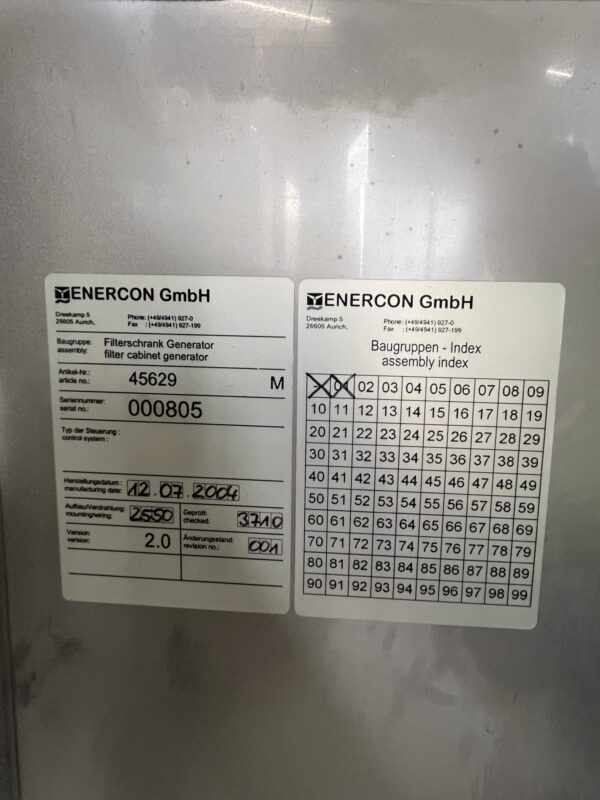 ENERCON GmbH
Dreekamp 5
26605 Aurich,
Phone: (+49/4941) 927-0
Fax : (+49/4941) 927-199
Baugruppe:
assembly:
Filterschrank Generator
filter cabinet generator
Artikel-Nr.:
article no.:
45629
M
Seriennummer:
serial no.:
000805
Typ der Steuerung :
control system :
Herstellungsdatum :
manufacturing date:
12.07.2004
Aufbau/Verdrahtung:
mounting/wiring:
2550
Geprüft:
checked:
3710
Version:
version:
2.0
Änderungsstand:
revision no.:
001
ENERCON GmbH
Dreekamp 5
26605 Aurich,
Phone: (+49/4941) 927-0
Fax : (+49/4941) 927-199
Baugruppen - Index
assembly index
01 02 03 04 05 06 07 08 09
10 11 12 13 14 15 16 17 18 19
20 21 22 23 24 25 26 27 28 29
30 31 32 33 34 35 36 37 38 39
40 41 42 43 44 45 46 47 48 49
50 51 52 53 54 55 56 57 58 59
60 61 62 63 64 65 66 67 68 69
70 71 72 73 74 75 76 77 78 79
80 81 82 83 84 85 86 87 88 89
90 91 92 93 94 95 96 97 98 99